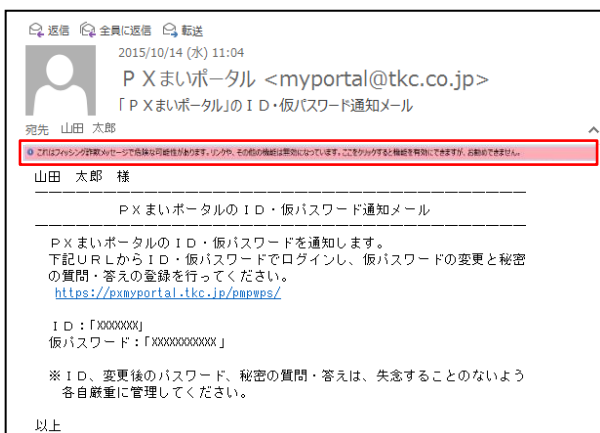 返信 全員に返信 転送
2015/10/14 (水) 11:04
ＰＸまいポータル <myportal@tkc.co.jp>
「ＰＸまいポータル」のＩＤ・仮パスワード通知メール
宛先 山田 太郎
これはフィッシング詐欺メッセージで危険な可能性があります。リンクや、その他の機能は無効になっています。ここをクリックすると機能を有効にできますが、お勧めできません。
山田 太郎 様
ＰＸまいポータルのＩＤ・仮パスワード通知メール
ＰＸまいポータルのＩＤ・仮パスワードを通知します。
下記ＵＲＬからＩＤ・仮パスワードでログインし、仮パスワードの変更と秘密
の質問・答えの登録を行ってください。
https://pxmyportal.tkc.jp/pmpwps/
ＩＤ：「XXXXXXX」
仮パスワード：「XXXXXXXXXXX」
※ＩＤ、変更後のパスワード、秘密の質問・答えは、失念することのないよう
各自厳重に管理してください。
以上